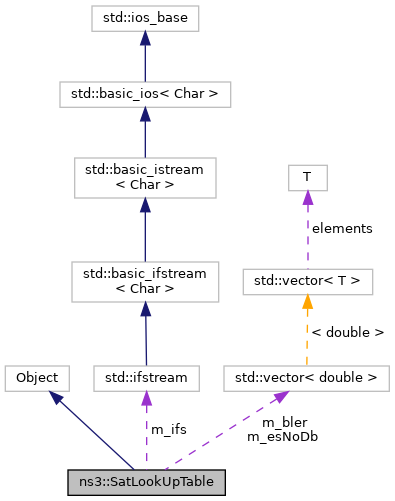 std::ios_base
std::basic_ios< Char >
std::basic_istream
< Char >
T
elements
std::basic_ifstream
< Char >
std::vector< T >
< double >
Object
std::ifstream
std::vector< double >
m_ifs
m_bler
m_esNoDb
ns3::SatLookUpTable